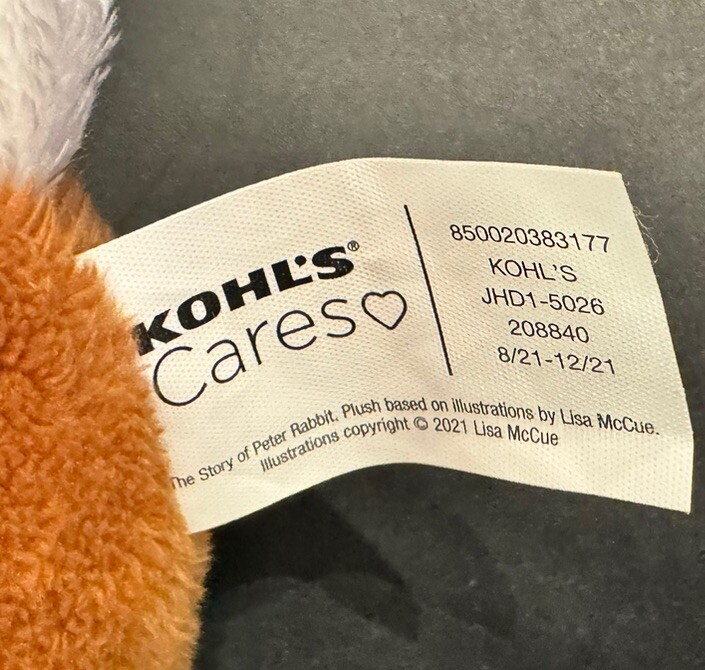 KOHL'S®
Cares♡
850020383177
KOHL'S
JHD1-5026
208840
8/21-12/21
The Story of Peter Rabbit. Plush based on illustrations by Lisa McCue.
Illustrations copyright © 2021 Lisa McCue